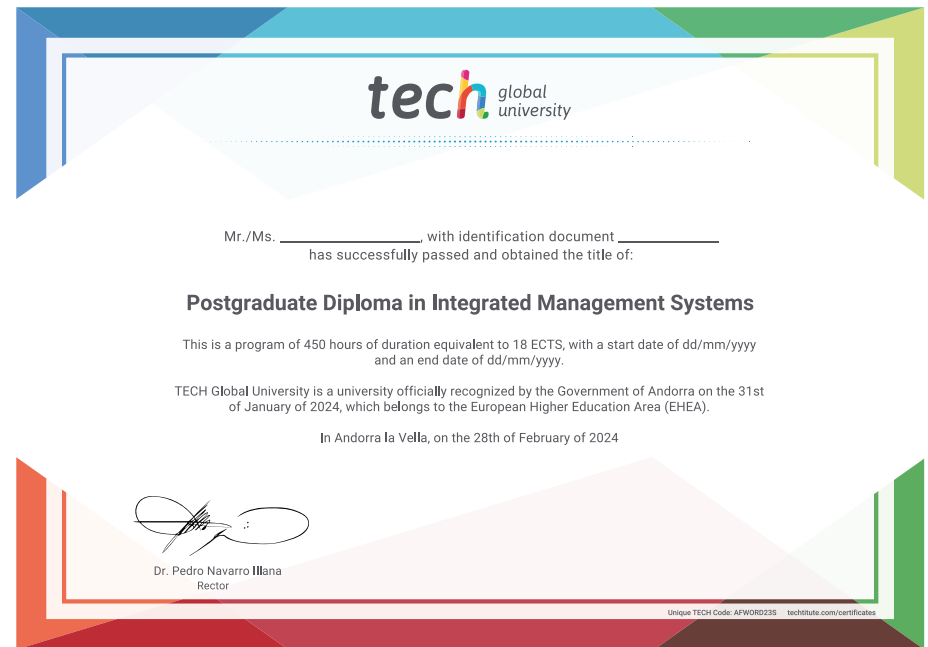 tech global university
Mr./Ms. ____________, with identification document ____________
has successfully passed and obtained the title of:
Postgraduate Diploma in Integrated Management Systems
This is a program of 450 hours of duration equivalent to 18 ECTS, with a start date of dd/mm/yyyy
and an end date of dd/mm/yyyy.
TECH Global University is a university officially recognized by the Government of Andorra on the 31st
of January of 2024, which belongs to the European Higher Education Area (EHEA).
In Andorra la Vella, on the 28th of February of 2024
Dr. Pedro Navarro Illana
Rector
Unique TECH Code: AFWORD23S techtitute.com/certificates